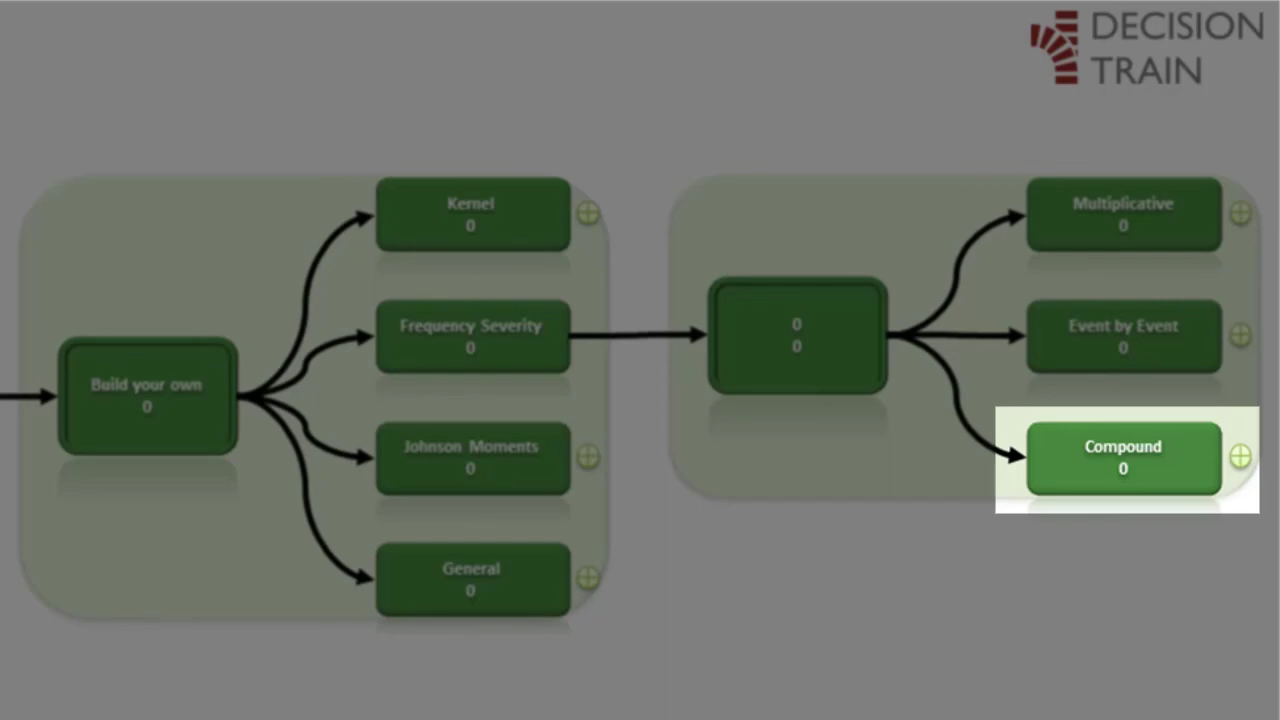 DECISION
TRAIN
Build your own
0
Kernel
0
Frequency Severity
0
Johnson Moments
0
General
0
0
0
Multiplicative
0
Event by Event
0
Compound
0